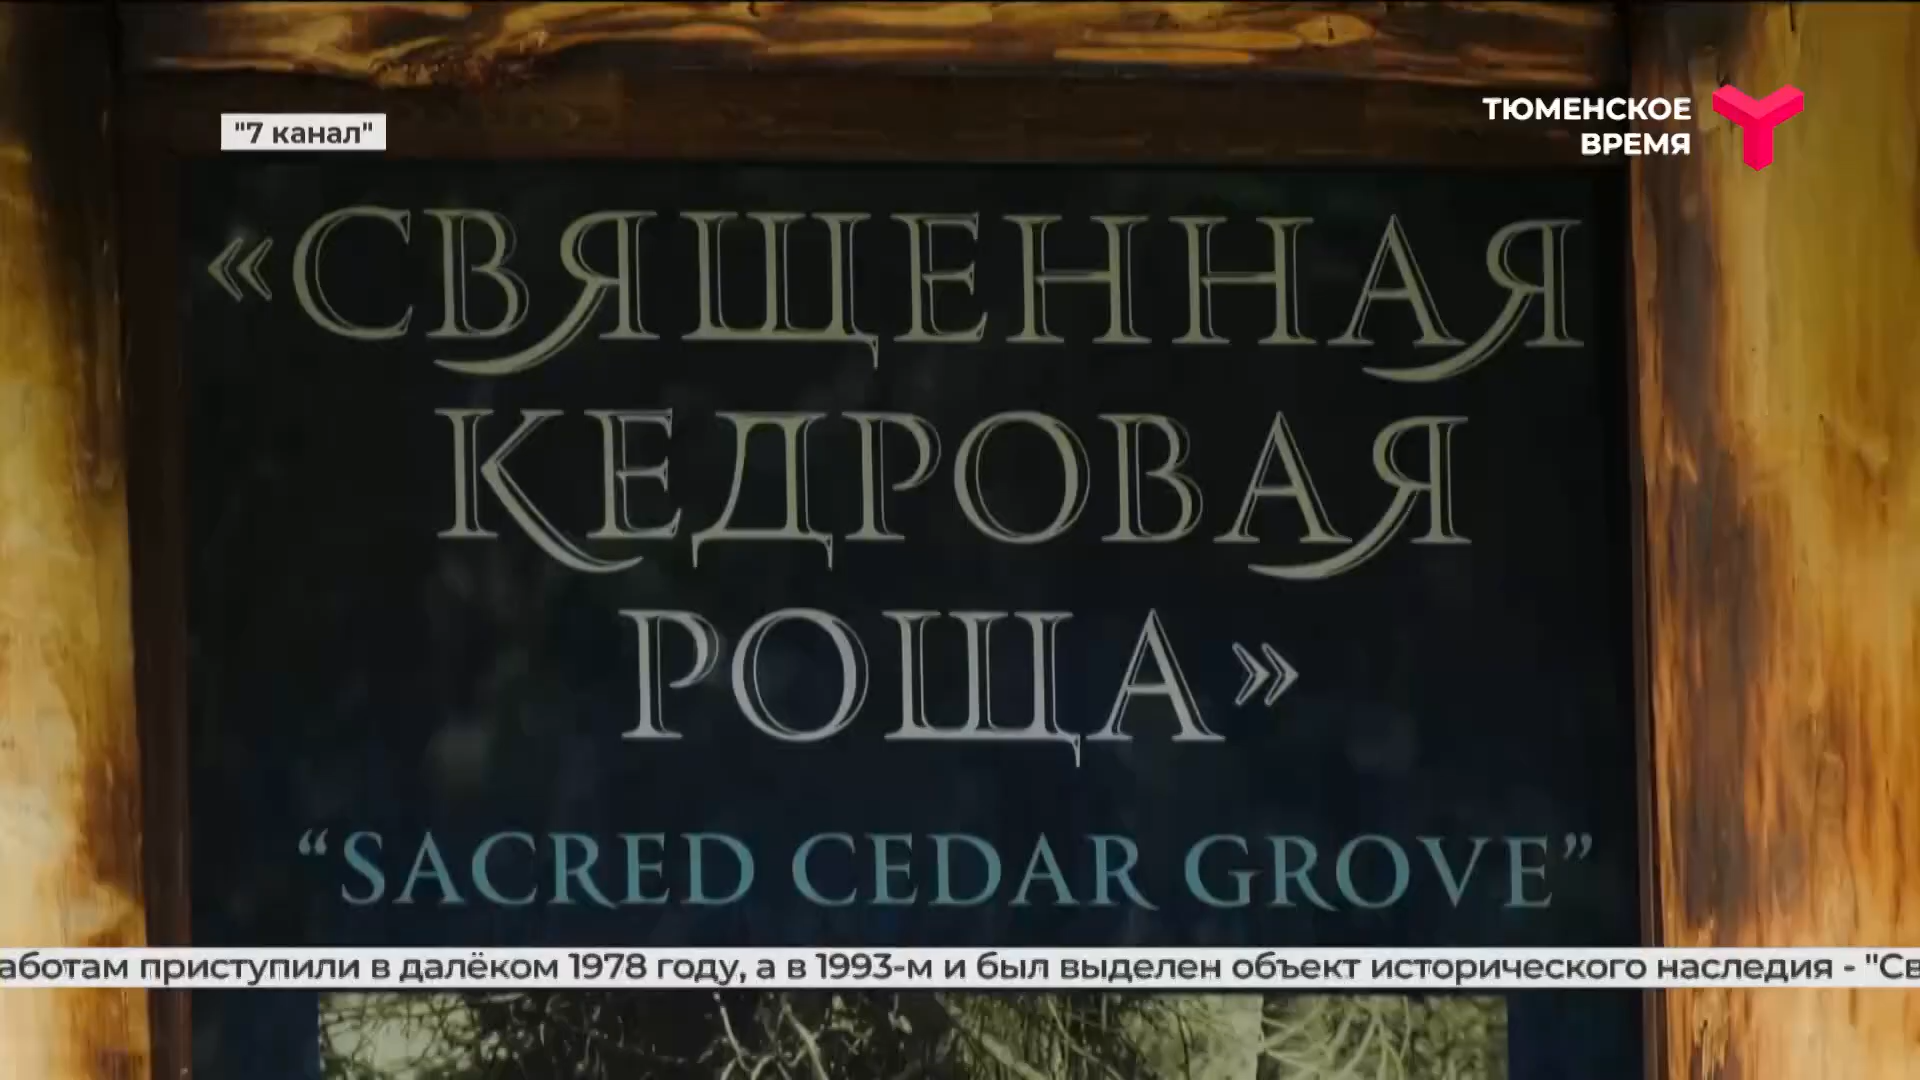 "7 канал"
ТЮМЕНСКОЕ
ВРЕМЯ
«СВЯЩЕННАЯ
КЕДРОВАЯ
РОЩА»
“SACRED CEDAR GROVE”
аботам приступили в далёком 1978 году, а в 1993-м и был выделен объект исторического наследия - "Св